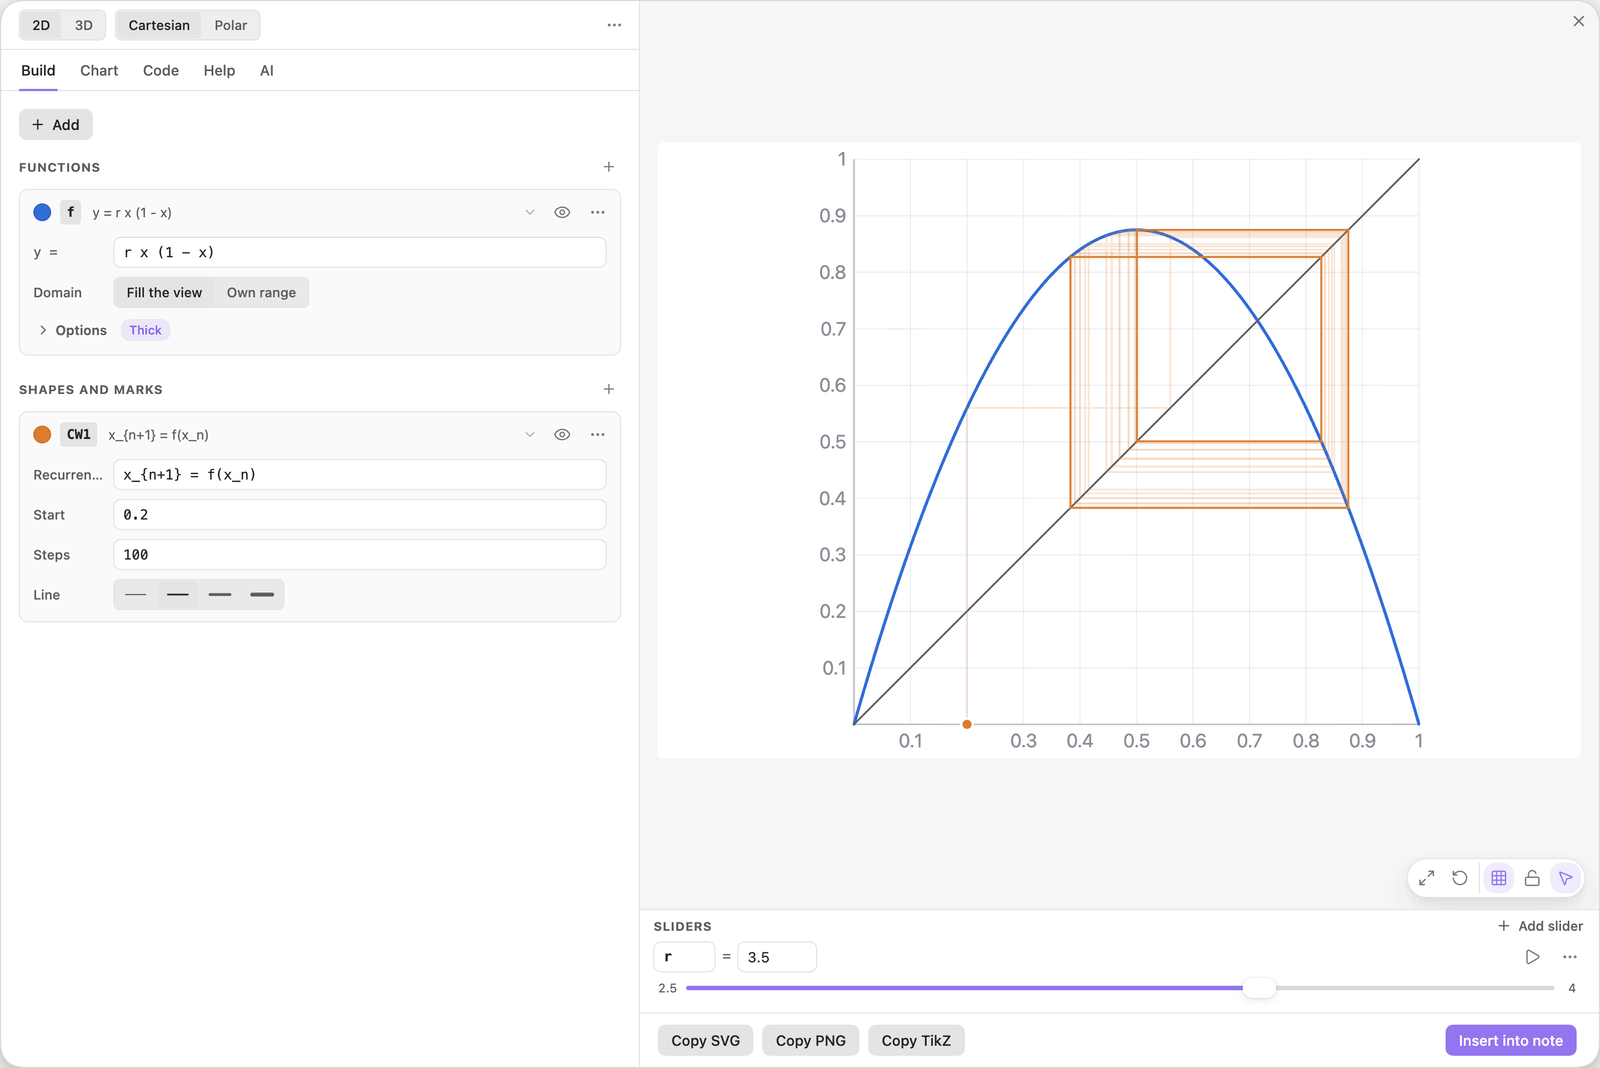 2D 3D Cartesian Polar
Build Chart Code Help AI
+ Add
FUNCTIONS
f y = r x (1 - x)
y = r x (1 − x)
Domain Fill the view Own range
Options Thick
SHAPES AND MARKS
CW1 x_{n+1} = f(x_n)
Recurren... x_{n+1} = f(x_n)
Start 0.2
Steps 100
Line
1
0.9
0.8
0.7
0.6
0.5
0.4
0.3
0.2
0.1
0.1 0.3 0.4 0.5 0.6 0.7 0.8 0.9 1
SLIDERS + Add slider
r = 3.5
2.5 4
Copy SVG Copy PNG Copy TikZ Insert into note